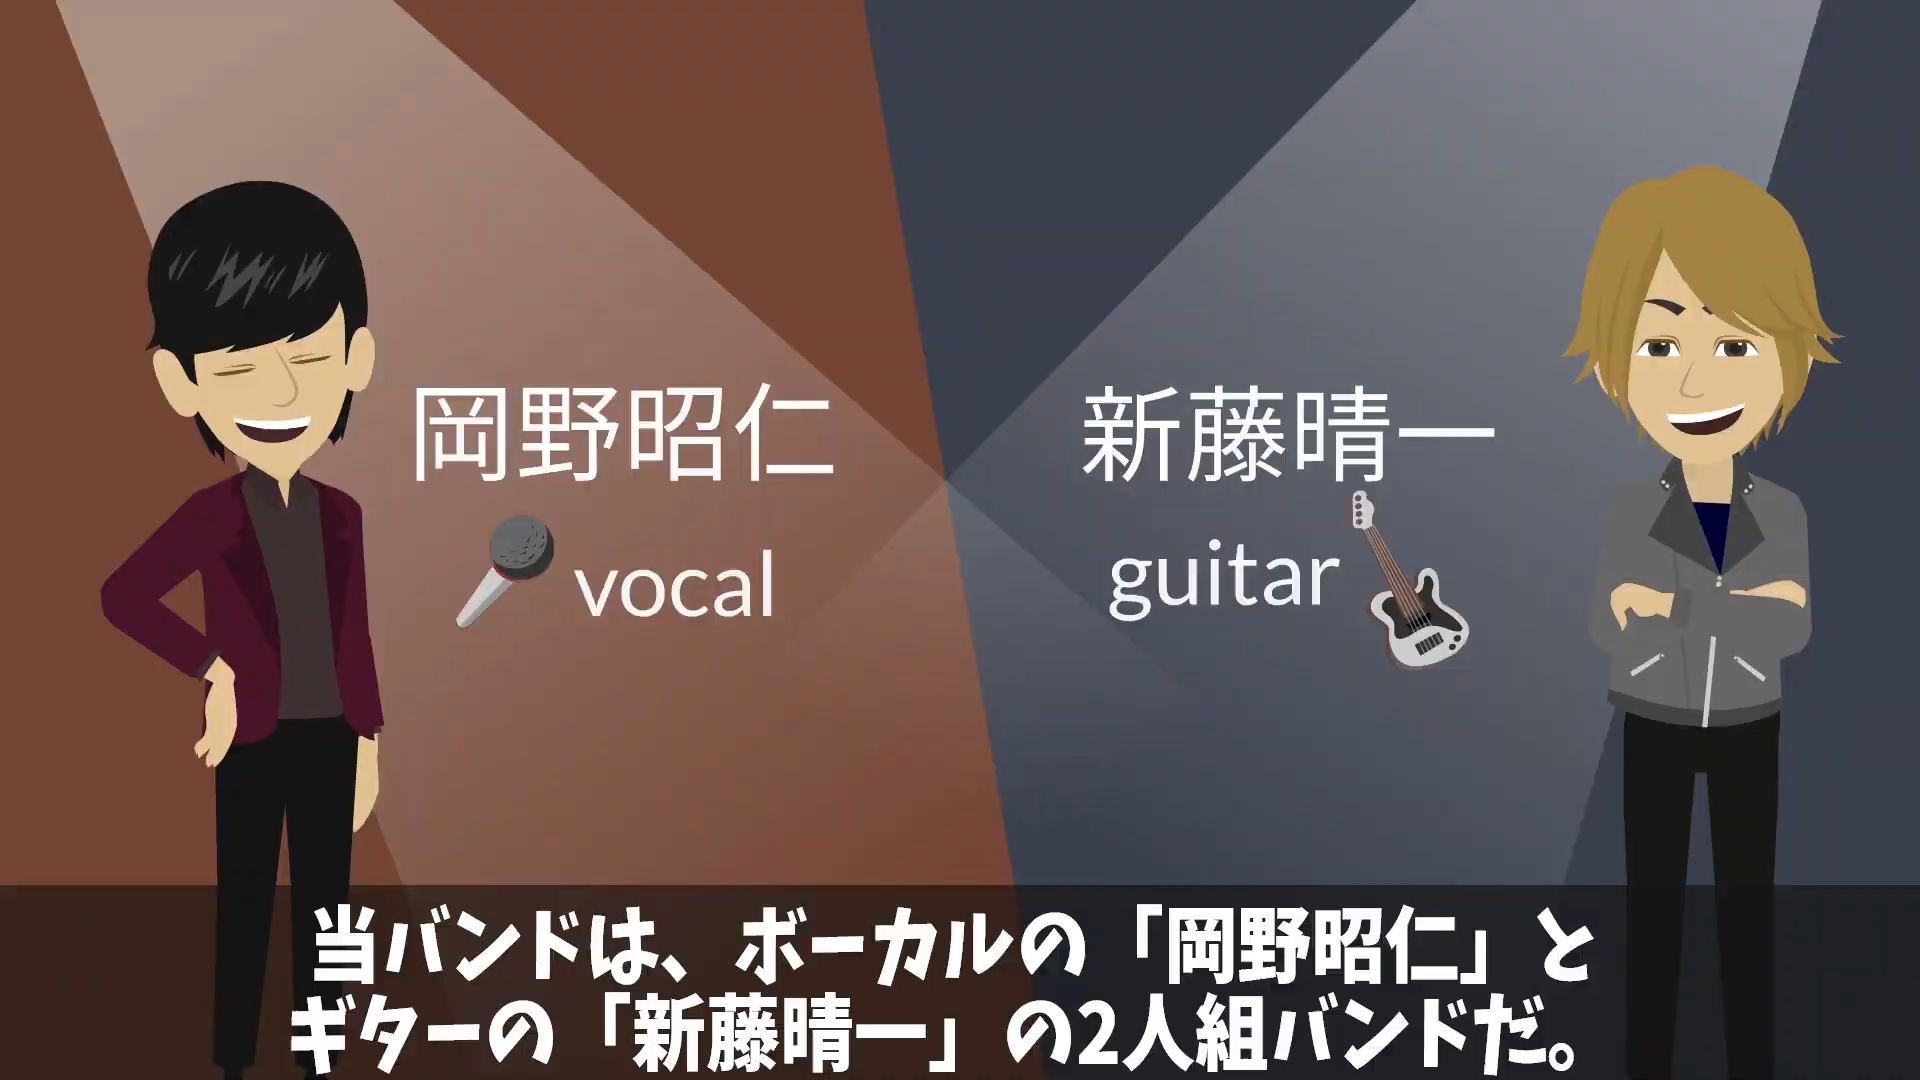 岡野昭仁
vocal
新藤晴一
guitar
当バンドは、ボーカルの「岡野昭仁」と
ギターの「新藤晴一」の2人組バンドだ。